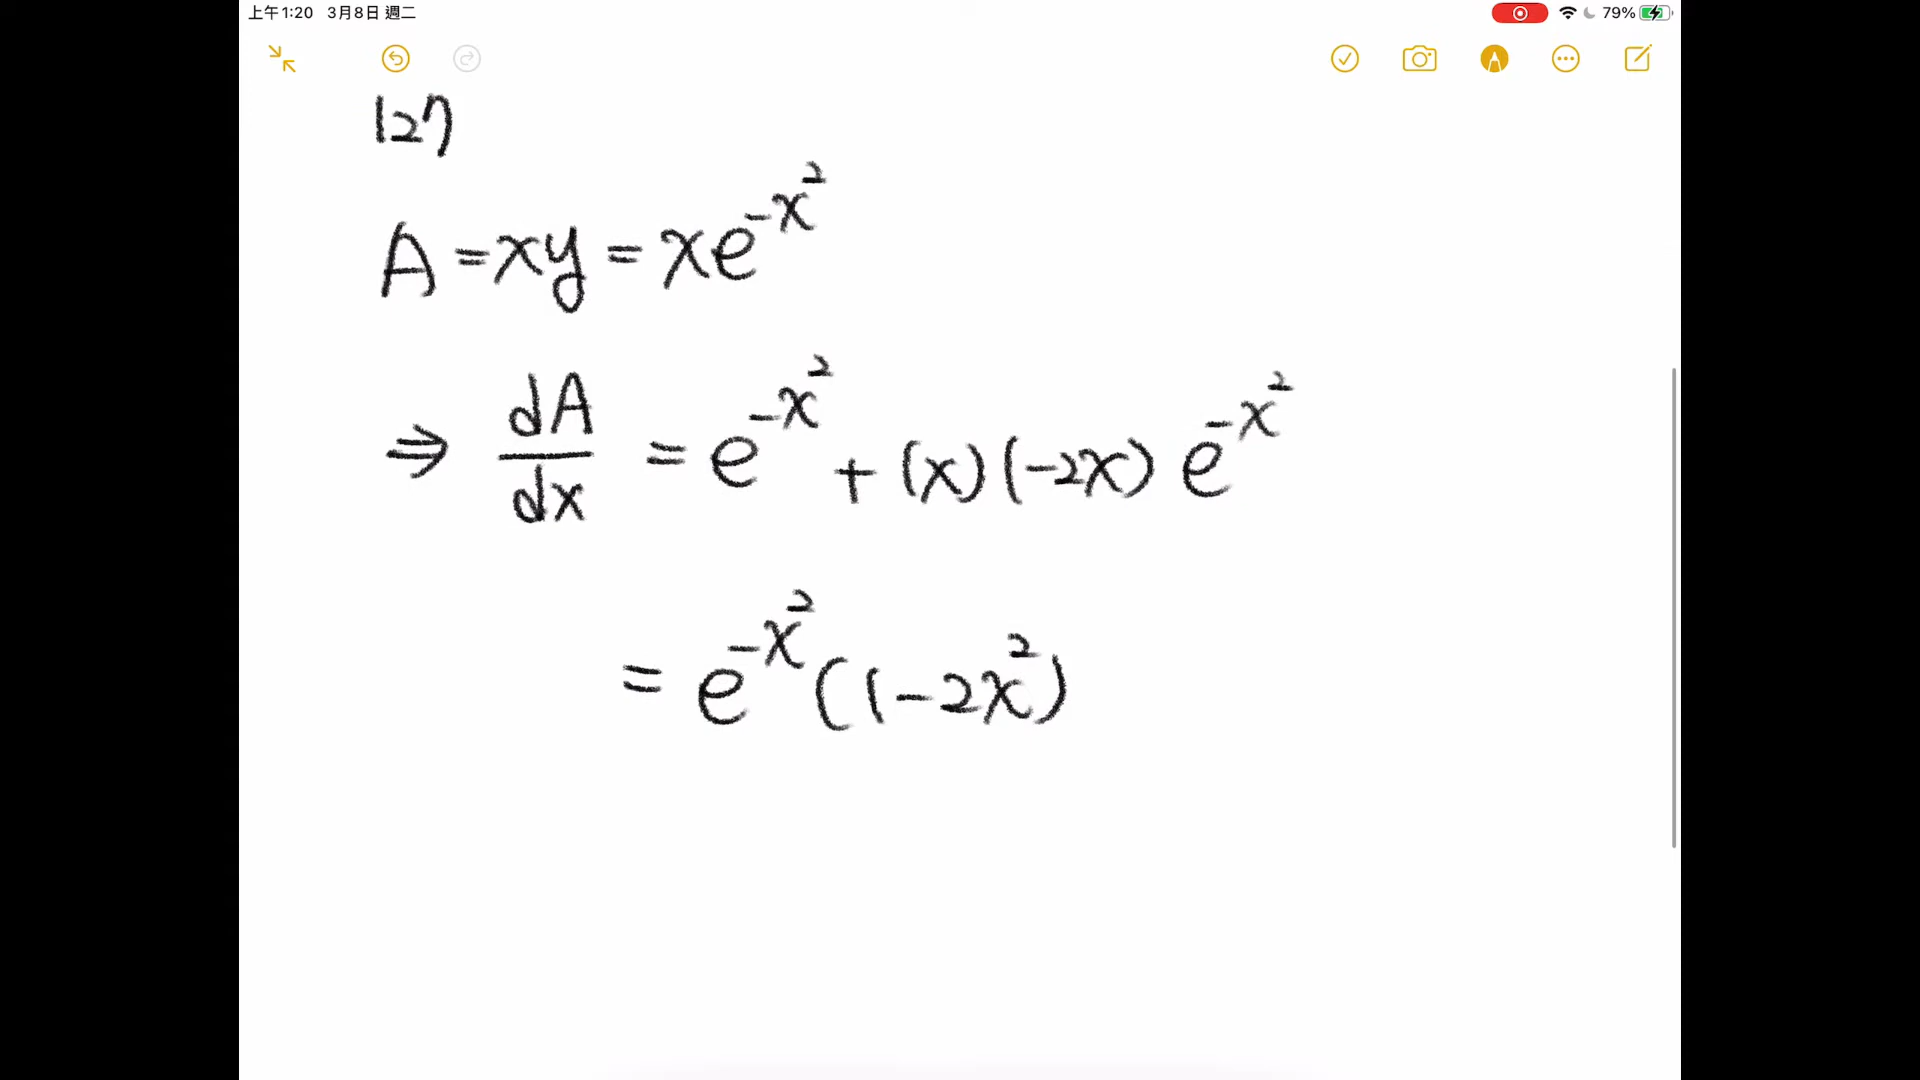 上午1:20 3月8日 週二 79%
127
A = xy = xe^{-x^2}
⇒ dA/dx = e^{-x^2} + (x)(-2x) e^{-x^2}
= e^{-x^2}(1-2x^2)